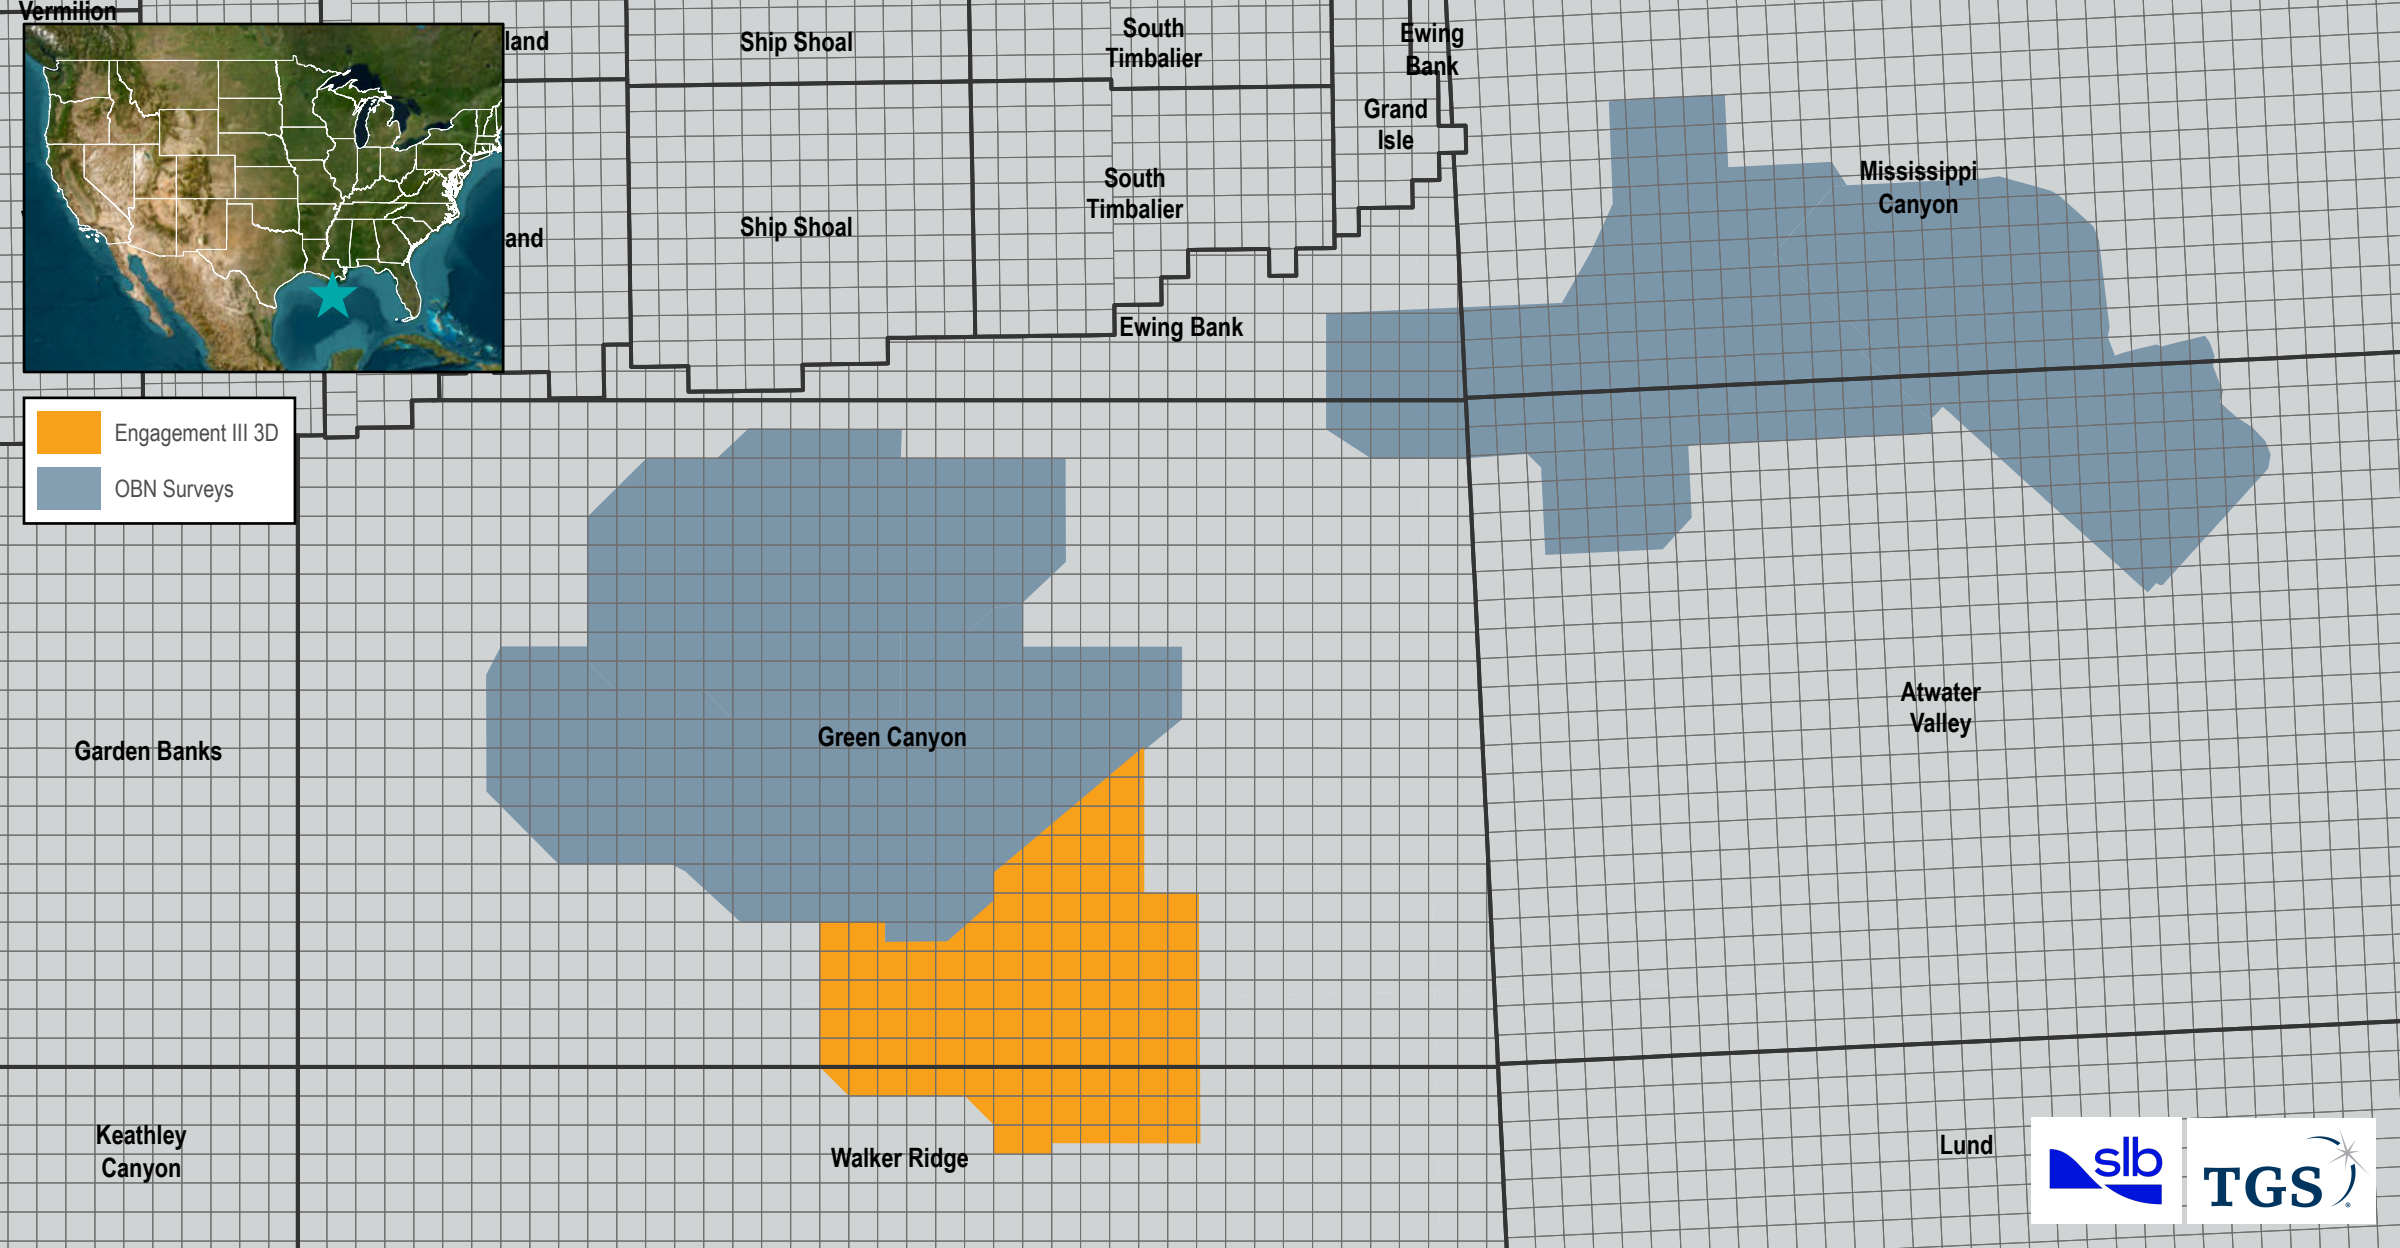 Vermilion
land
Ship Shoal
South
Timbalier
Ewing
Bank
Grand
Isle
Mississippi
Canyon
South
Timbalier
Ship Shoal
and
Ewing Bank
Engagement III 3D
OBN Surveys
Atwater
Valley
Green Canyon
Garden Banks
Keathley
Canyon
Walker Ridge
Lund
slb
TGS